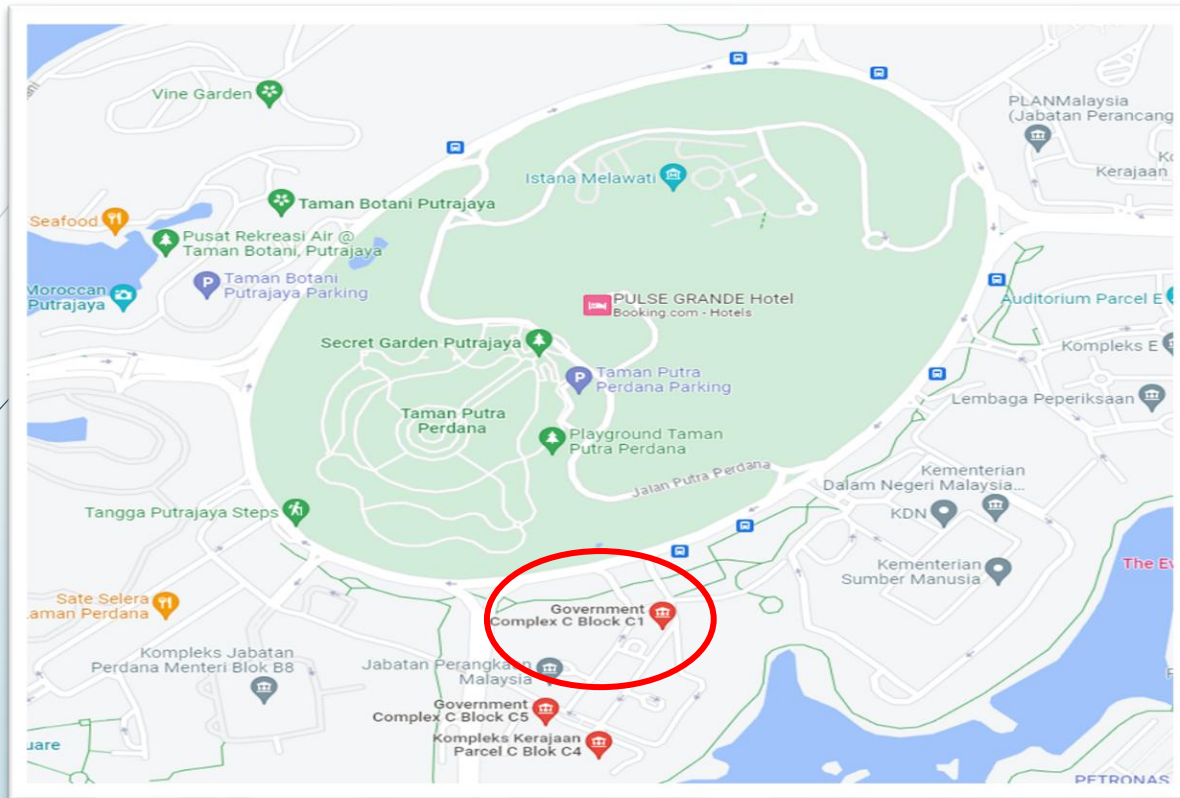 Vine Garden
PLANMalaysia
(Jabatan Perancang
Kerajaan
Istana Melawati
Taman Botani Putrajaya
Seafood
Pusat Rekreasi Air @
Taman Botani, Putrajaya
Taman Botani
Putrajaya Parking
Moroccan
Putrajaya
PULSE GRANDE Hotel
Booking.com - Hotels
Auditorium Parcel E
Secret Garden Putrajaya
Kompleks E
Taman Putra
Perdana Parking
Lembaga Peperiksaan
Taman Putra
Perdana
Playground Taman
Putra Perdana
Jalan Putra Perdana
Kementerian
Dalam Negeri Malaysia...
KDN
Tangga Putrajaya Steps
Kementerian
Sumber Manusia
The Ev
Sate Selera
aman Perdana
Government
Complex C Block C1
Kompleks Jabatan
Perdana Menteri Blok B8
Jabatan Perangkaan
Malaysia
Government
Complex C Block C5
Kompleks Kerajaan
Parcel C Blok C4
uare
PETRONAS